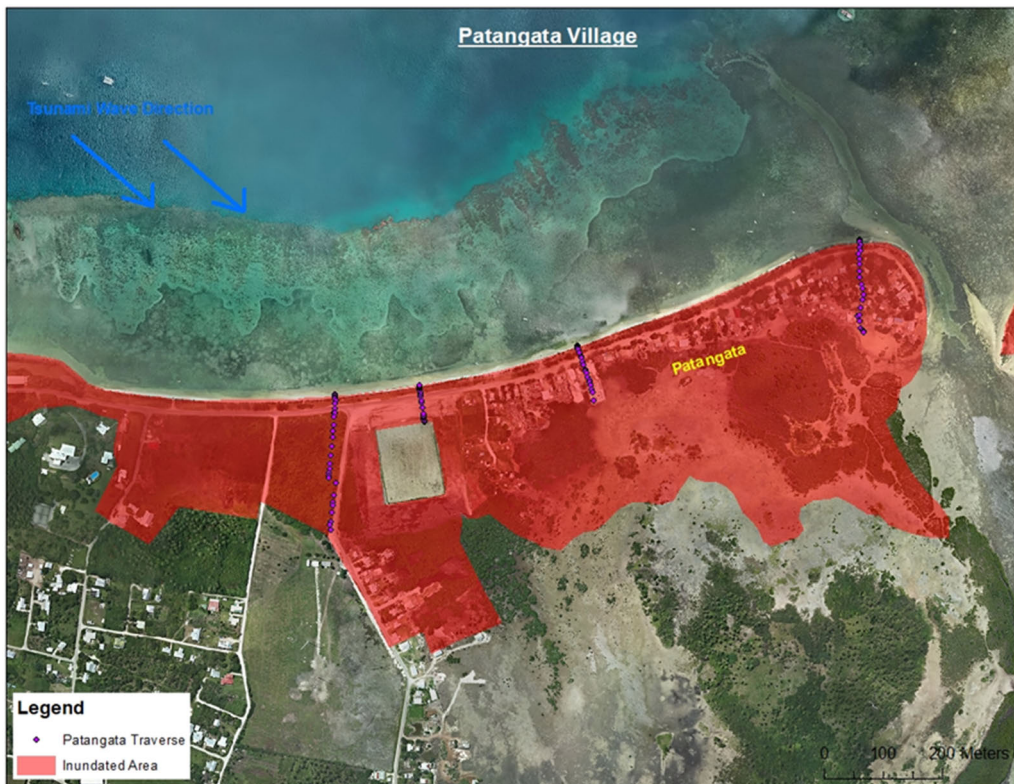 Patangata Village
Tsunami Wave Direction
Patangata
Legend
Patangata Traverse
Inundated Area
0 100 200 Meters